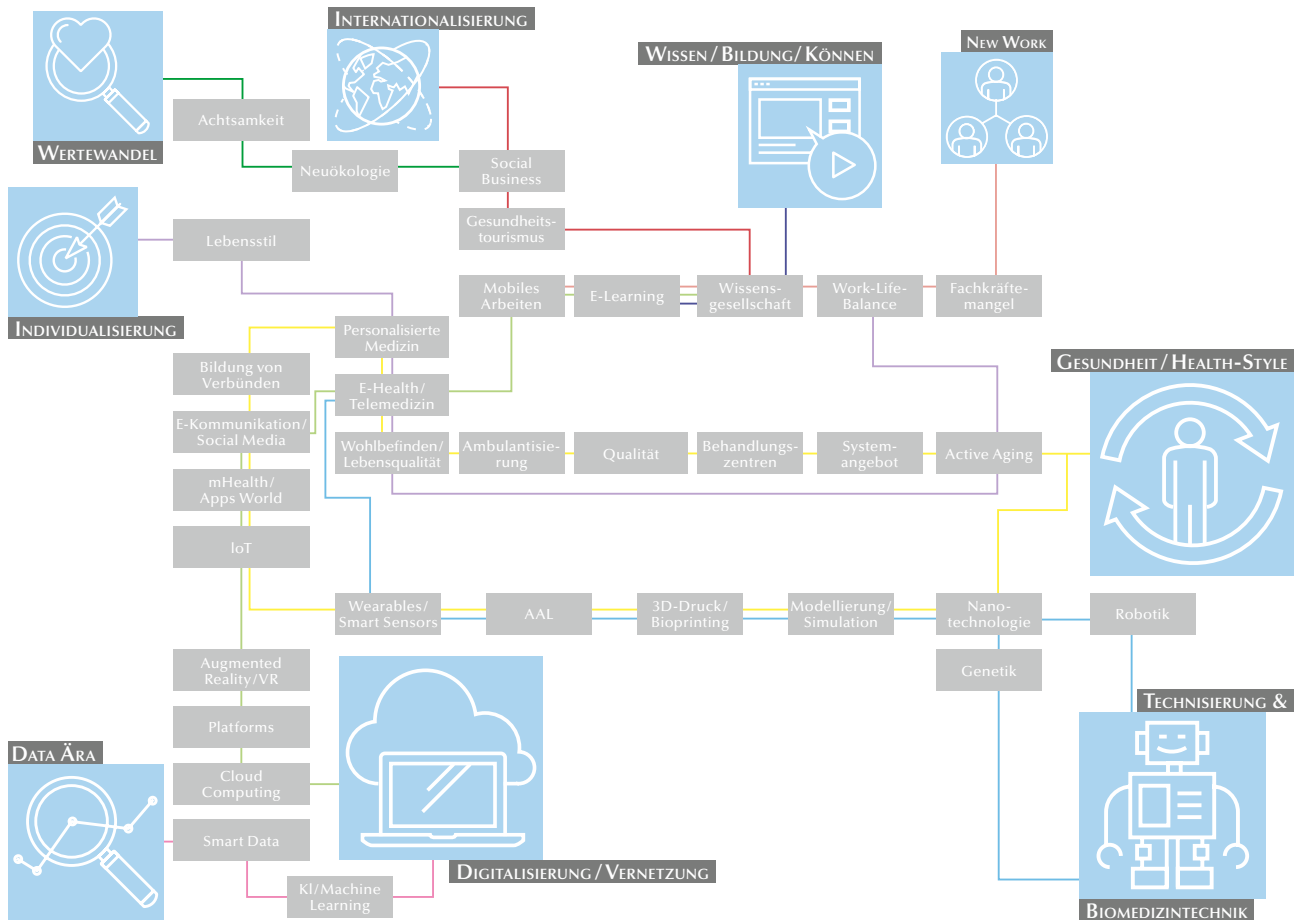 INTERNATIONALISIERUNG
NEW WORK
WISSEN / BILDUNG / KÖNNEN
Achtsamkeit
WERTEWANDEL
Neuökologie
Social
Business
Gesundheits-
tourismus
Lebensstil
INDIVIDUALISIERUNG
Mobiles
Arbeiten
E-Learning
Wissens-
gesellschaft
Work-Life-
Balance
Fachkräfte-
mangel
Personalisierte
Medizin
Bildung von
Verbünden
E-Health/
Telemedizin
GESUNDHEIT / HEALTH-STYLE
E-Kommunikation/
Social Media
Wohlbefinden/
Lebensqualität
Ambulantisie-
rung
Qualität
Behandlungs-
zentren
System-
angebot
Active Aging
mHealth/
Apps World
IoT
Wearables/
Smart Sensors
AAL
3D-Druck/
Bioprinting
Modellierung/
Simulation
Nano-
technologie
Robotik
Genetik
Augmented
Reality/VR
Platforms
Cloud
Computing
TECHNISIERUNG &
BIOMEDIZINTECHNIK
DATA ÄRA
Smart Data
KI/Machine
Learning
DIGITALISIERUNG / VERNETZUNG